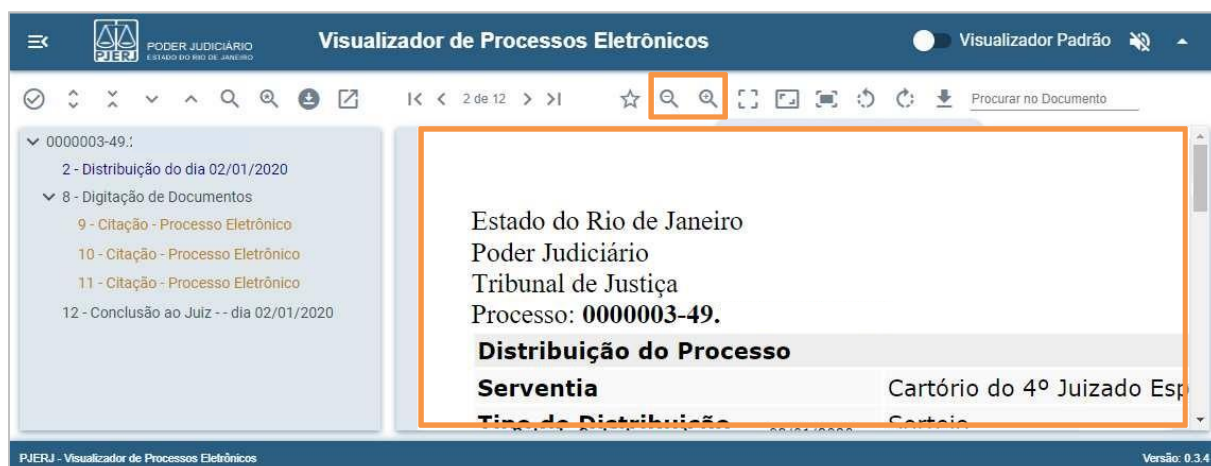 PJERJ
PODER JUDICIÁRIO
ESTADO DO RIO DE JANEIRO
Visualizador de Processos Eletrônicos
Visualizador Padrão
2 de 12
Procurar no Documento
0000003-49.:
2 - Distribuição do dia 02/01/2020
8 - Digitação de Documentos
9 - Citação - Processo Eletrônico
10 - Citação - Processo Eletrônico
11 - Citação - Processo Eletrônico
12 - Conclusão ao Juiz - - dia 02/01/2020
Estado do Rio de Janeiro
Poder Judiciário
Tribunal de Justiça
Processo: 0000003-49.
Distribuição do Processo
Serventia Cartório do 4º Juizado Esp
Tipo de Distribuição Sorteio
PJERJ - Visualizador de Processos Eletrônicos
Versão: 0.3.4